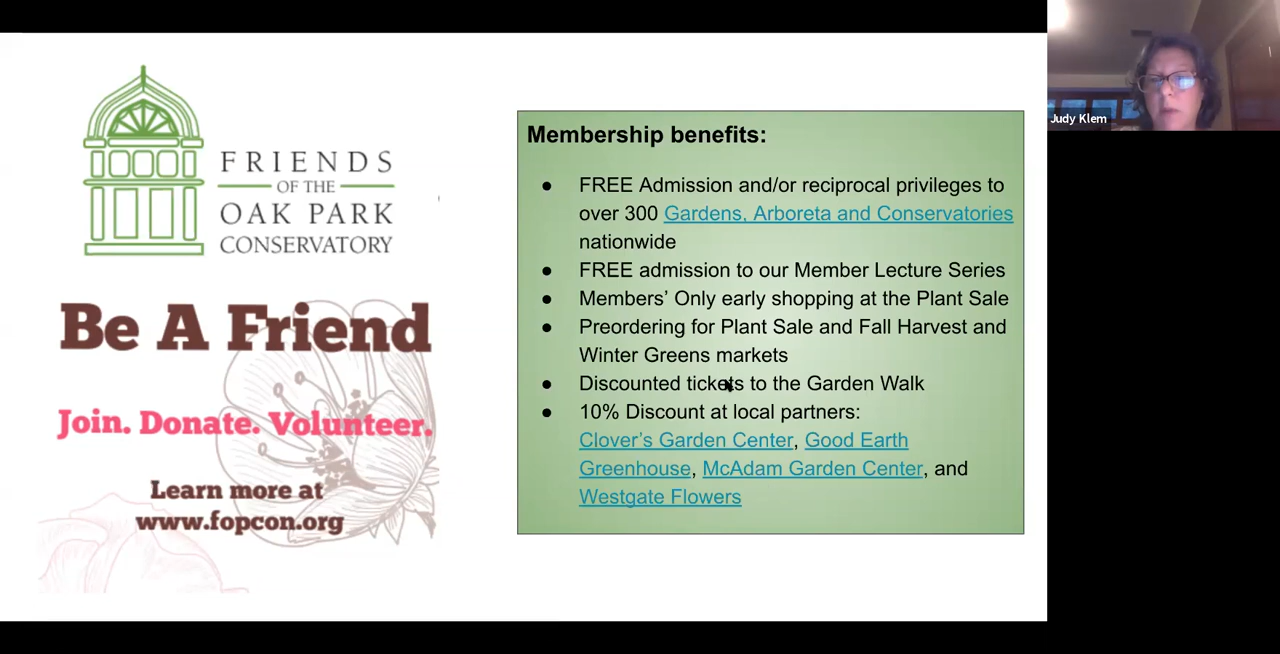 FRIENDS
OF THE
OAK PARK
CONSERVATORY
Be A Friend
Join. Donate. Volunteer.
Learn more at
www.fopcon.org
Membership benefits:
● FREE Admission and/or reciprocal privileges to
over 300 Gardens, Arboreta and Conservatories
nationwide
● FREE admission to our Member Lecture Series
● Members’ Only early shopping at the Plant Sale
● Preordering for Plant Sale and Fall Harvest and
Winter Greens markets
● Discounted tickets to the Garden Walk
● 10% Discount at local partners:
Clover’s Garden Center, Good Earth
Greenhouse, McAdam Garden Center, and
Westgate Flowers
Judy Klem